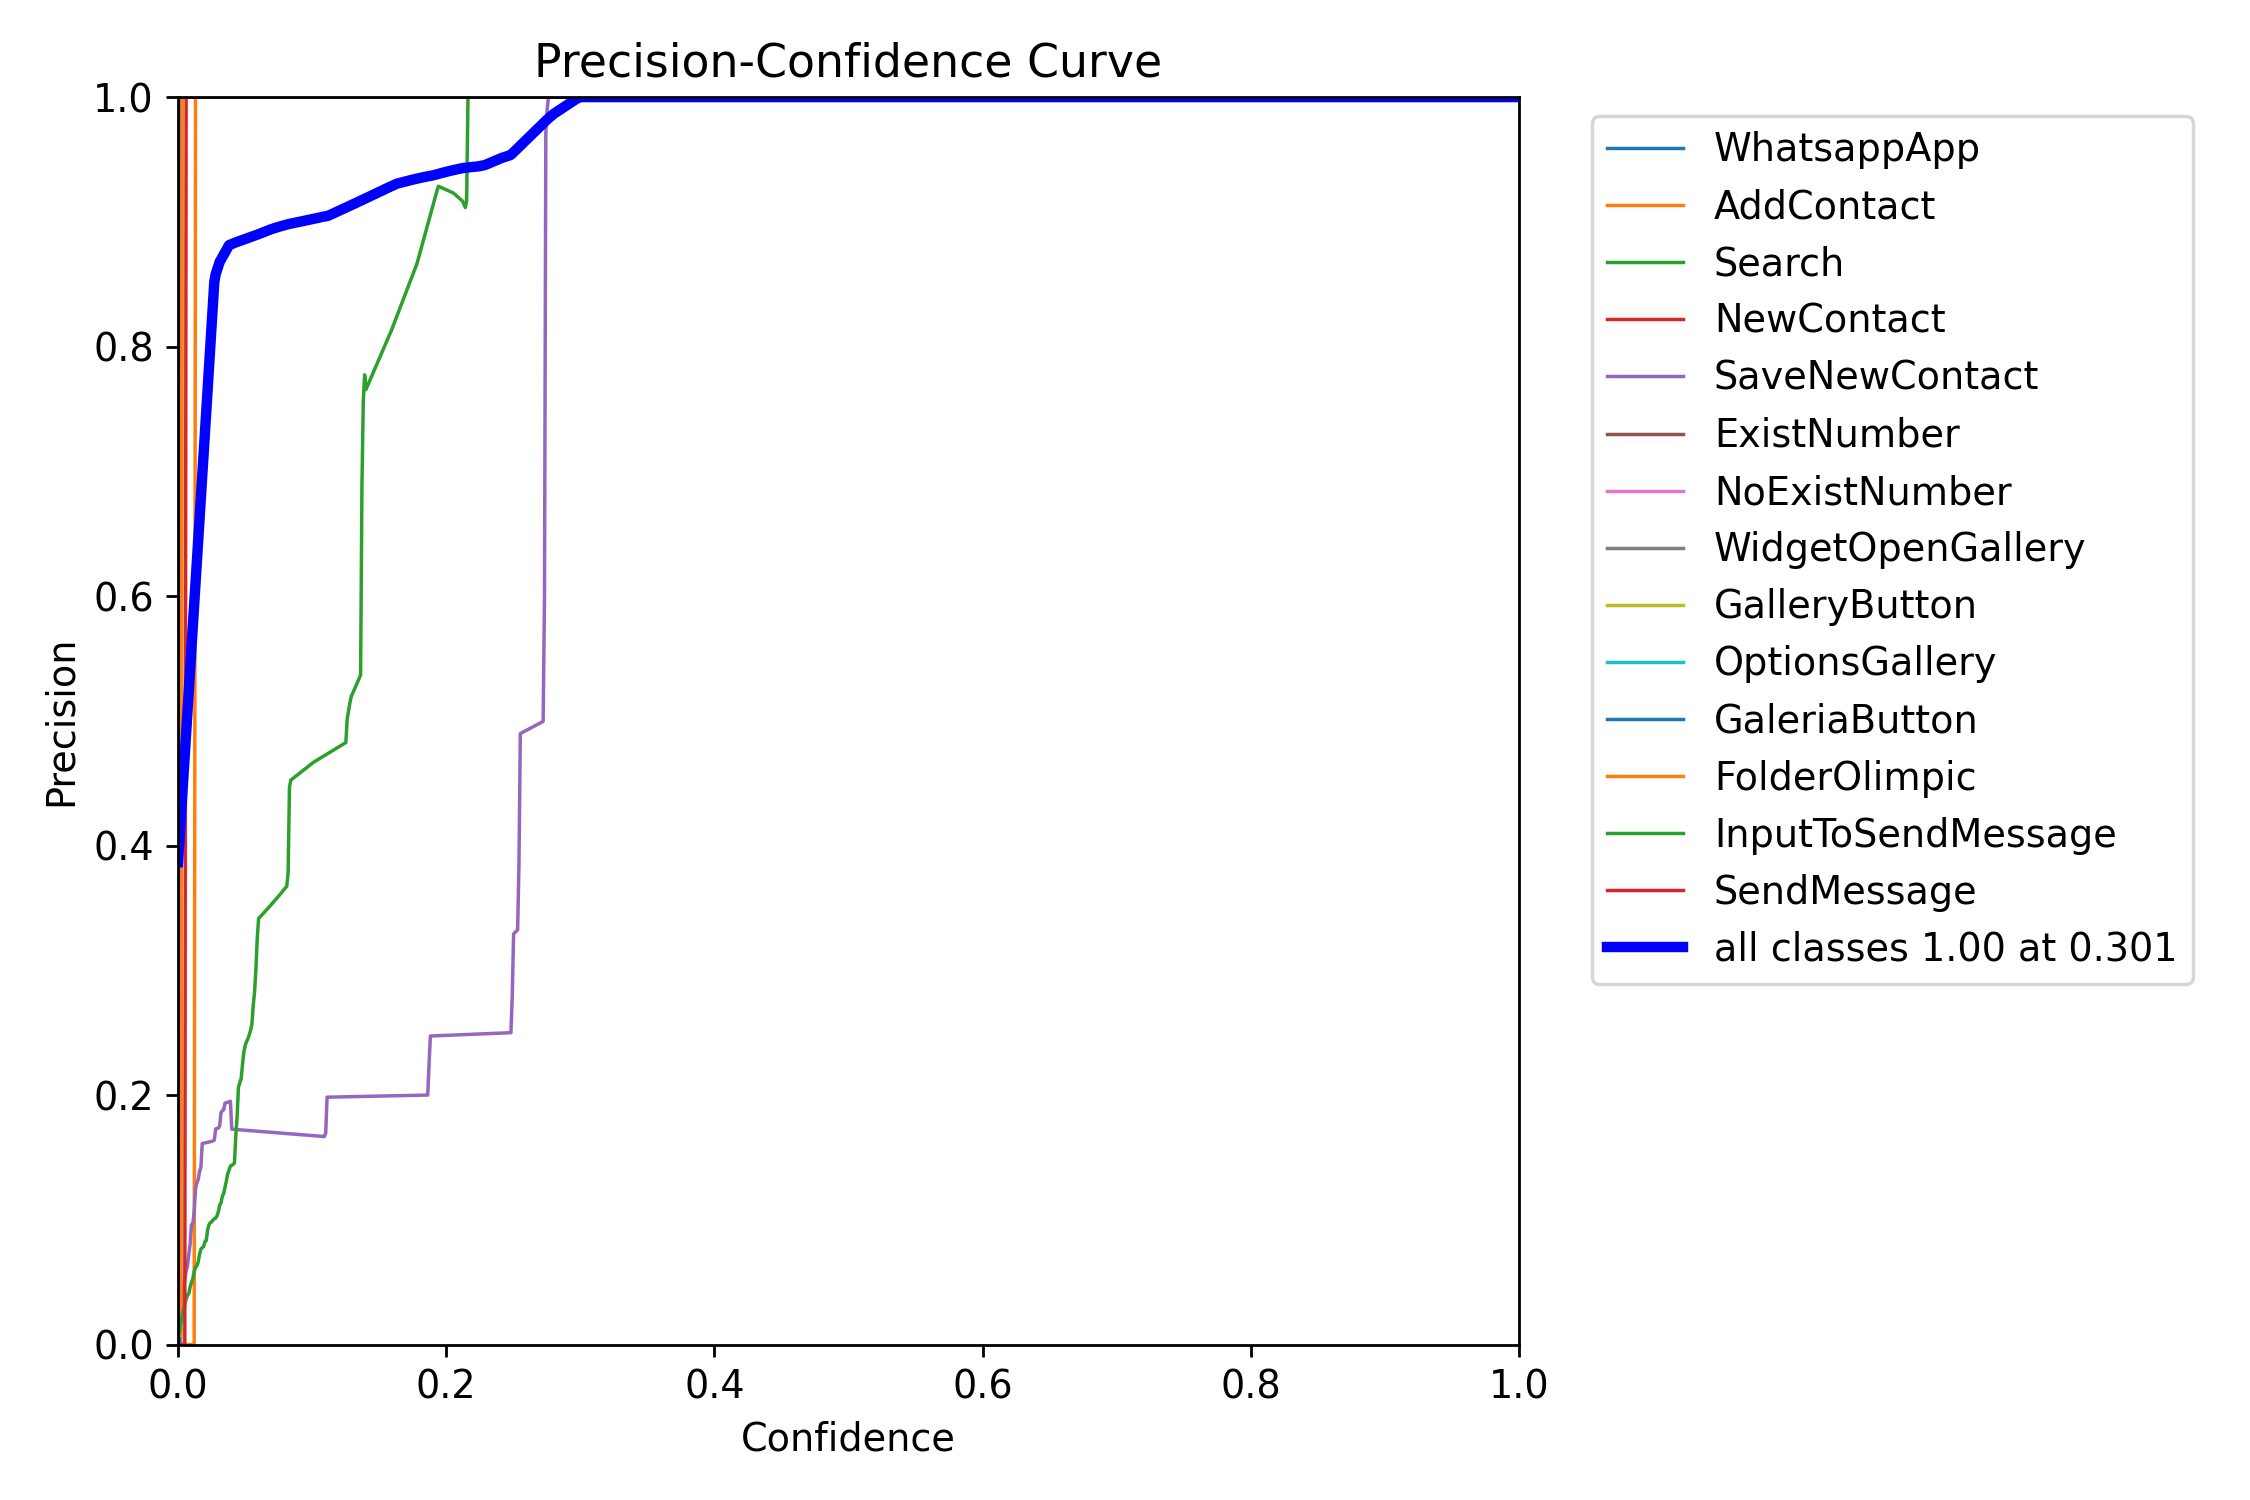 Precision-Confidence Curve
1.0
0.8
0.6
0.4
0.2
0.0
Precision
0.0 0.2 0.4 0.6 0.8 1.0
Confidence
WhatsappApp
AddContact
Search
NewContact
SaveNewContact
ExistNumber
NoExistNumber
WidgetOpenGallery
GalleryButton
OptionsGallery
GaleriaButton
FolderOlimpic
InputToSendMessage
SendMessage
all classes 1.00 at 0.301